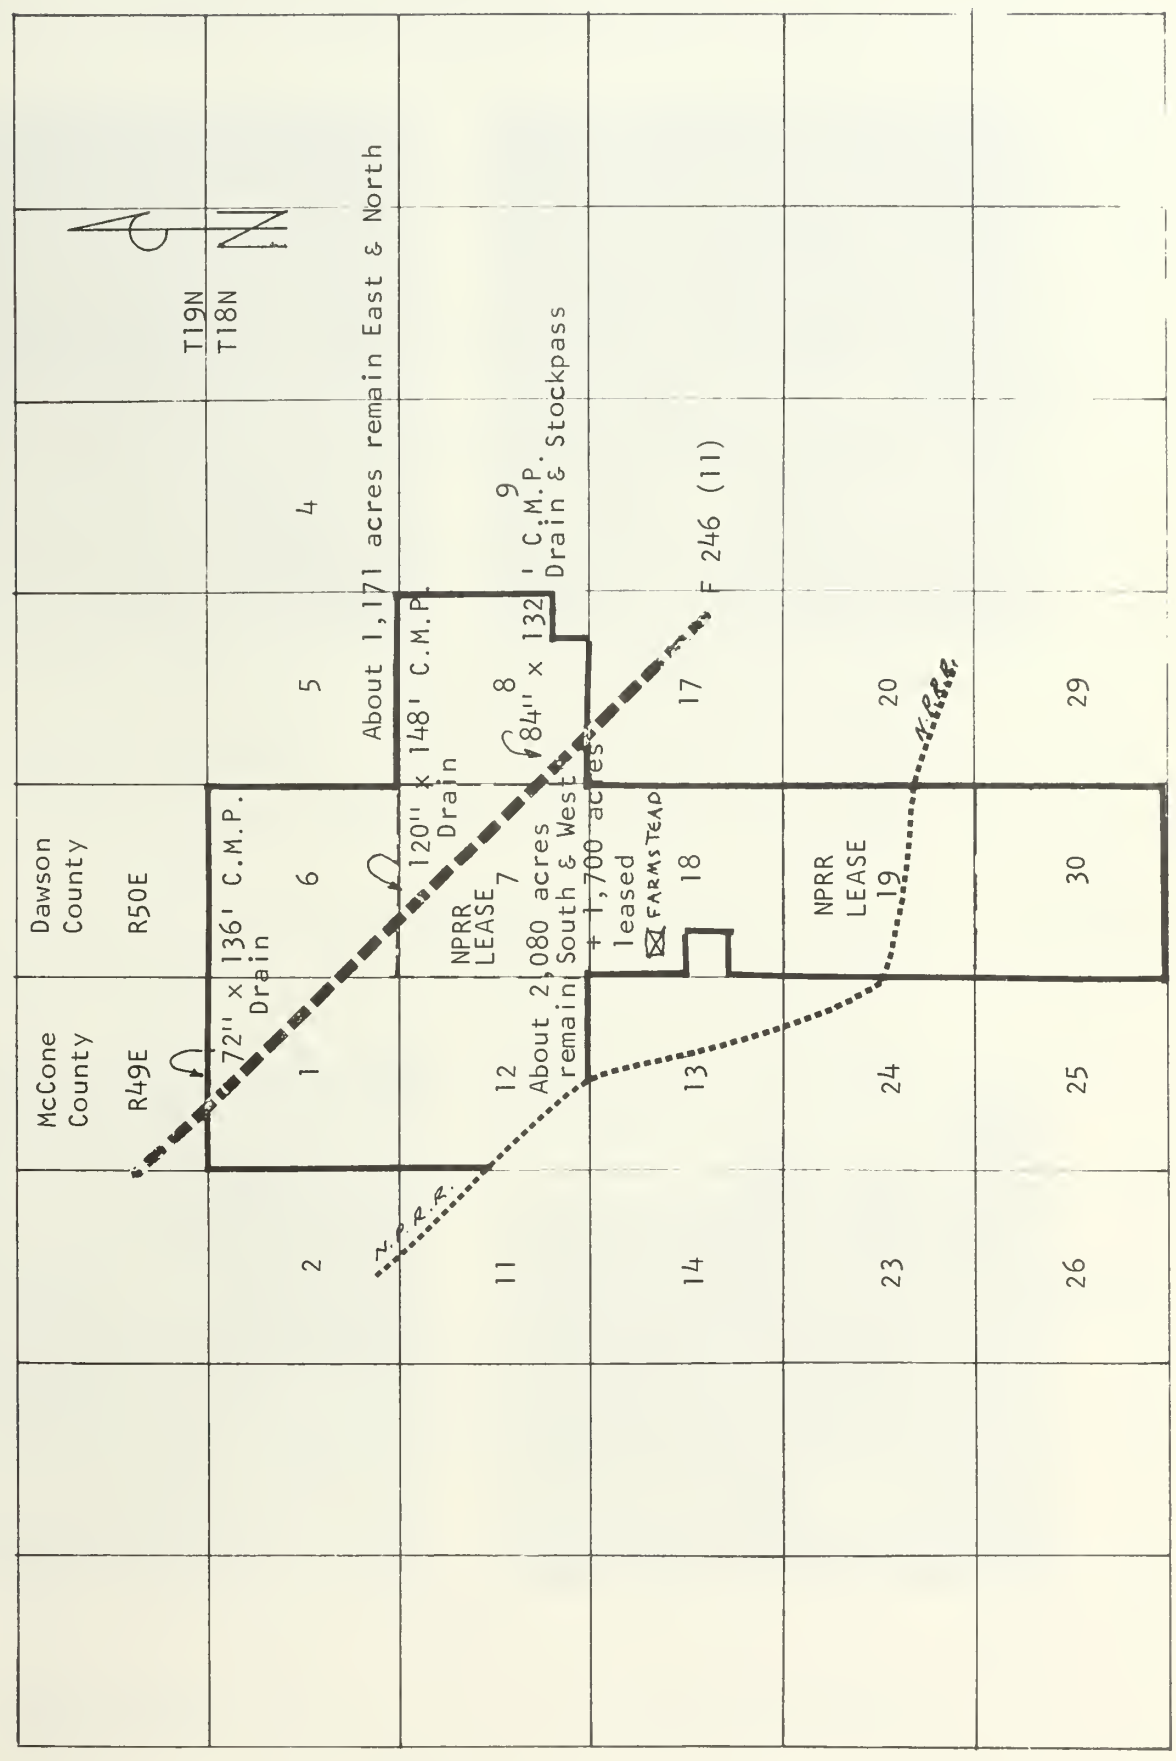 McCone
County
Dawson
County
R49E
R50E
T19N
T18N
N
72" x 136' C.M.P.
Drain
2
1
6
5
4
About 1,171 acres remain East & North
N.P.R.R.
120" x 148' C.M.P.
Drain
NPRR
LEASE
11
12
7
8
9
84" x 132' C.M.P.
Drain & Stockpass
About 2,080 acres
remain South & West
+ 1,700 acres
leased
FARMSTEAD
14
13
18
17
F 246 (11)
NPRR
LEASE
23
24
19
20
N.P.R.R.
26
25
30
29